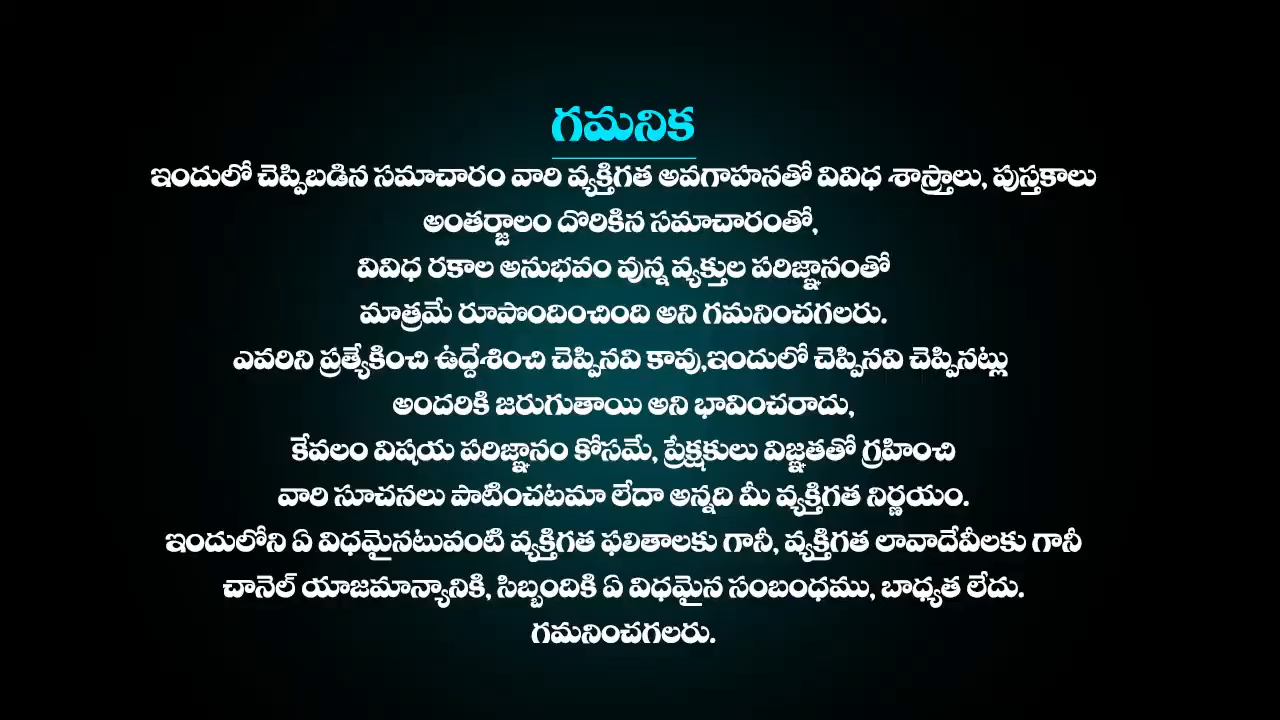 గమనిక
ఇందులో చెప్పిబడిన సమాచారం వారి వ్యక్తిగత అవగాహనతో వివిధ శాస్త్రాలు, పుస్తకాలు
అంతర్జాలం దొరికిన సమాచారంతో,
వివిధ రకాల అనుభవం వున్న వ్యక్తుల పరిజ్ఞానంతో
మాత్రమే రూపొందించింది అని గమనించగలరు.
ఎవరిని ప్రత్యేకించి ఉద్దేశించి చెప్పినవి కావు,ఇందులో చెప్పినవి చెప్పినట్లు
అందరికి జరుగుతాయి అని భావించరాదు,
కేవలం విషయ పరిజ్ఞానం కోసమే, ప్రేక్షకులు విజ్ఞతతో గ్రహించి
వారి సూచనలు పాటించటమా లేదా అన్నది మీ వ్యక్తిగత నిర్ణయం.
ఇందులోని ఏ విధమైనటువంటి వ్యక్తిగత ఫలితాలకు గానీ, వ్యక్తిగత లావాదేవీలకు గానీ
చానెల్ యాజమాన్యానికి, సిబ్బందికి ఏ విధమైన సంబంధము, బాధ్యత లేదు.
గమనించగలరు.